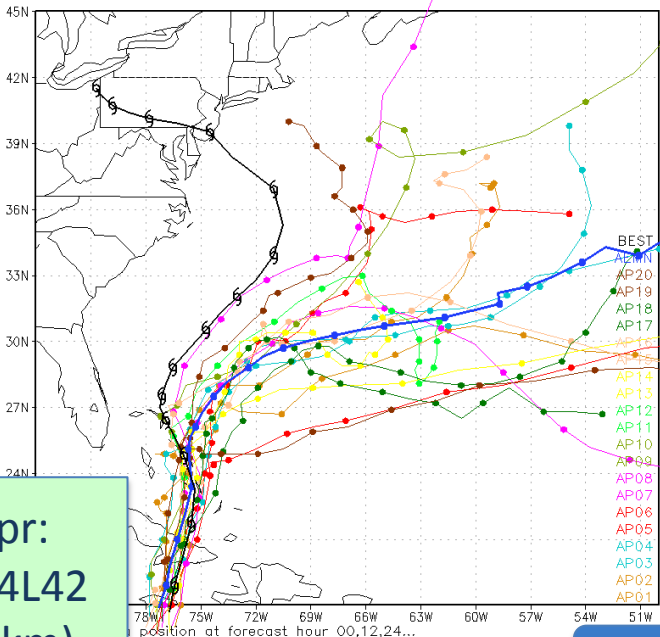 45N
42N
39N
36N
33N
30N
27N
24N
BEST
AEMN
AP20
AP19
AP18
AP17
AP14
AP13
AP12
AP11
AP10
AP09
AP08
AP07
AP06
AP05
AP04
AP03
AP02
AP01
pr:
4L42
km)
78W 75W 72W 69W 66W 63W 60W 57W 54W 51W
position at forecast hour 00,12,24...